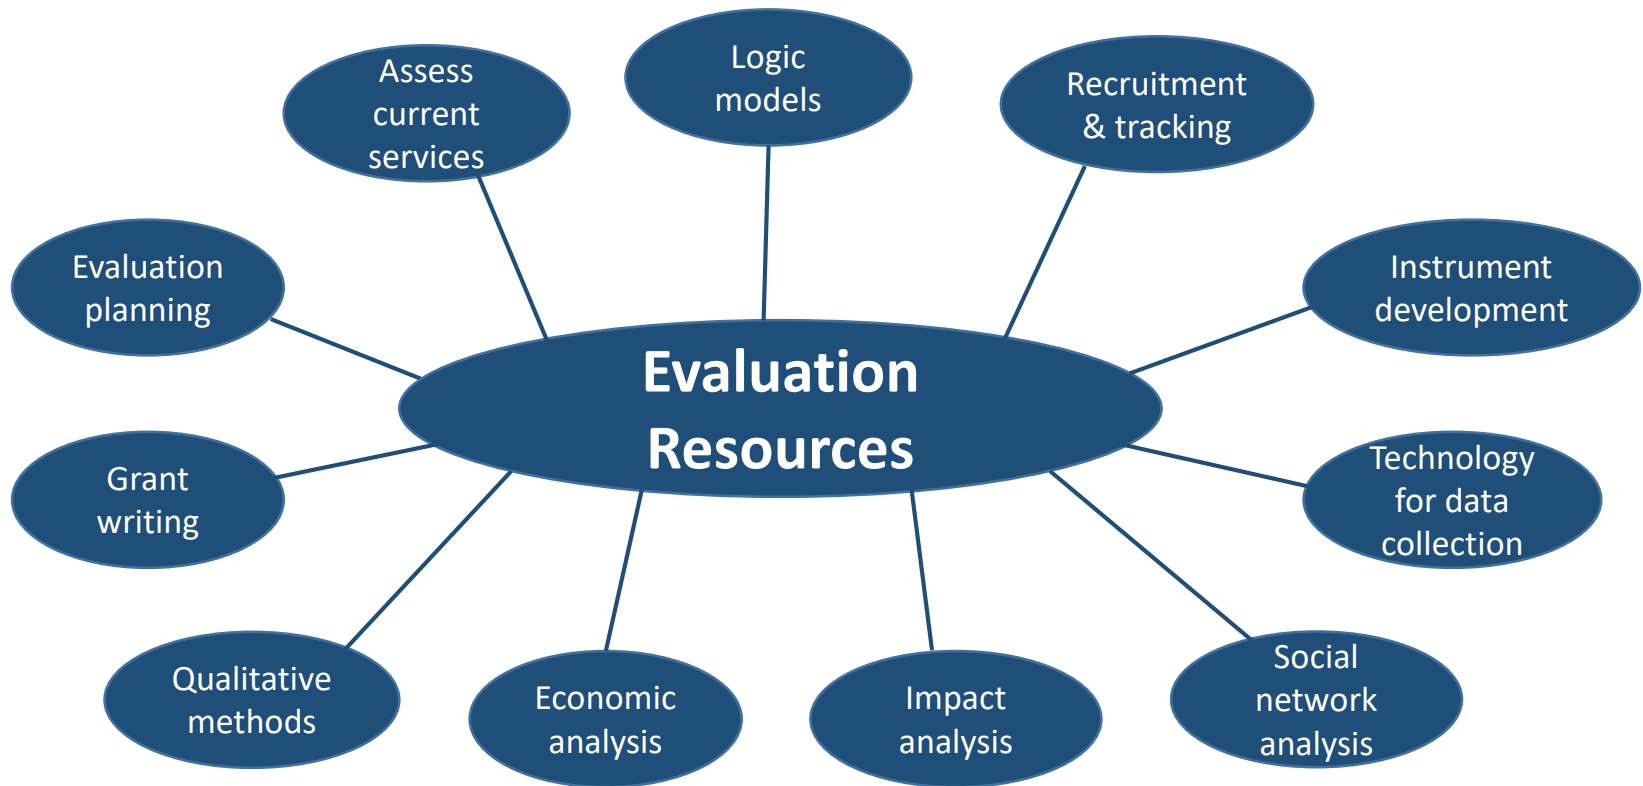 Assess
current
services
Logic
models
Recruitment
& tracking
Evaluation
planning
Instrument
development
Evaluation
Resources
Grant
writing
Technology
for data
collection
Qualitative
methods
Economic
analysis
Impact
analysis
Social
network
analysis